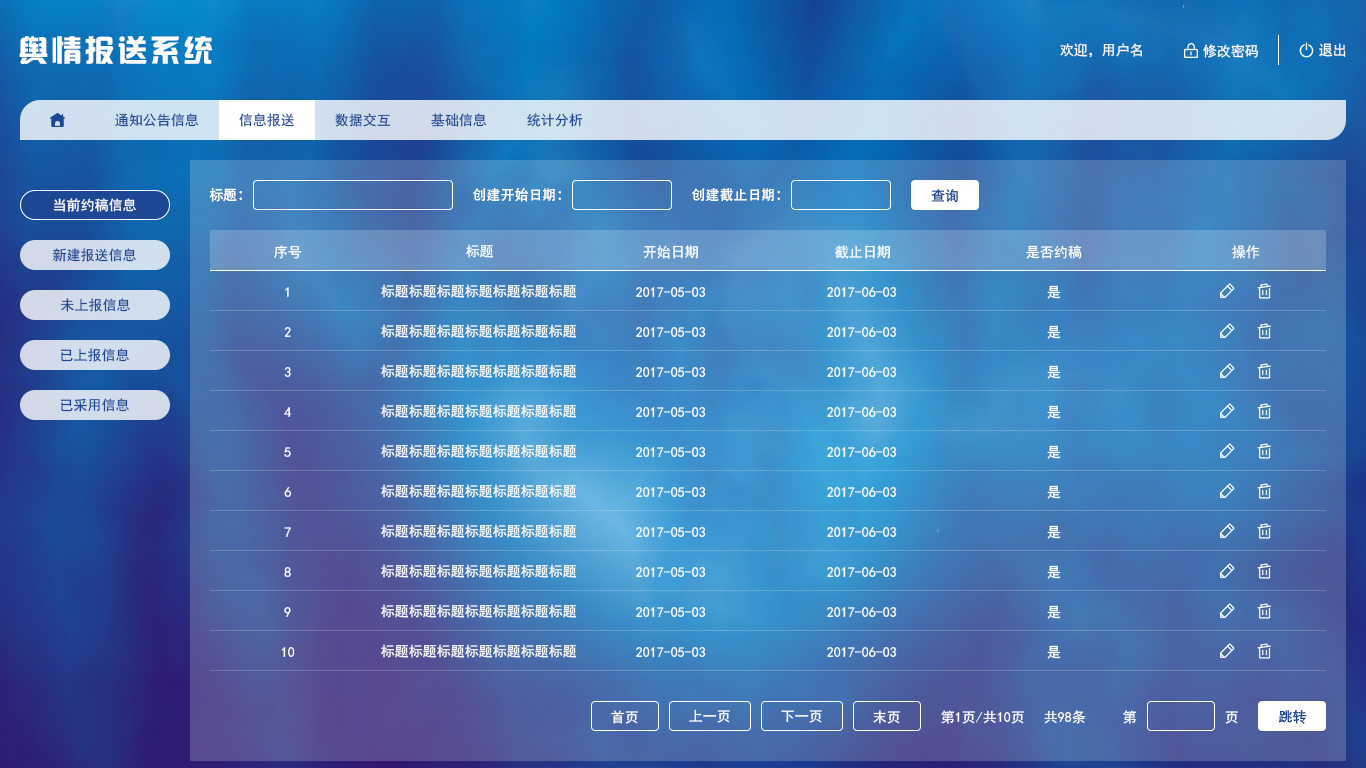 舆情报送系统
欢迎，用户名 修改密码 退出
通知公告信息 信息报送 数据交互 基础信息 统计分析
当前约稿信息
新建报送信息
未上报信息
已上报信息
已采用信息
标题： 创建开始日期： 创建截止日期： 查询
序号 标题 开始日期 截止日期 是否约稿 操作
1 标题标题标题标题标题标题标题 2017-05-03 2017-06-03 是
2 标题标题标题标题标题标题标题 2017-05-03 2017-06-03 是
3 标题标题标题标题标题标题标题 2017-05-03 2017-06-03 是
4 标题标题标题标题标题标题标题 2017-05-03 2017-06-03 是
5 标题标题标题标题标题标题标题 2017-05-03 2017-06-03 是
6 标题标题标题标题标题标题标题 2017-05-03 2017-06-03 是
7 标题标题标题标题标题标题标题 2017-05-03 2017-06-03 是
8 标题标题标题标题标题标题标题 2017-05-03 2017-06-03 是
9 标题标题标题标题标题标题标题 2017-05-03 2017-06-03 是
10 标题标题标题标题标题标题标题 2017-05-03 2017-06-03 是
首页 上一页 下一页 末页 第1页/共10页 共98条 第 页 跳转